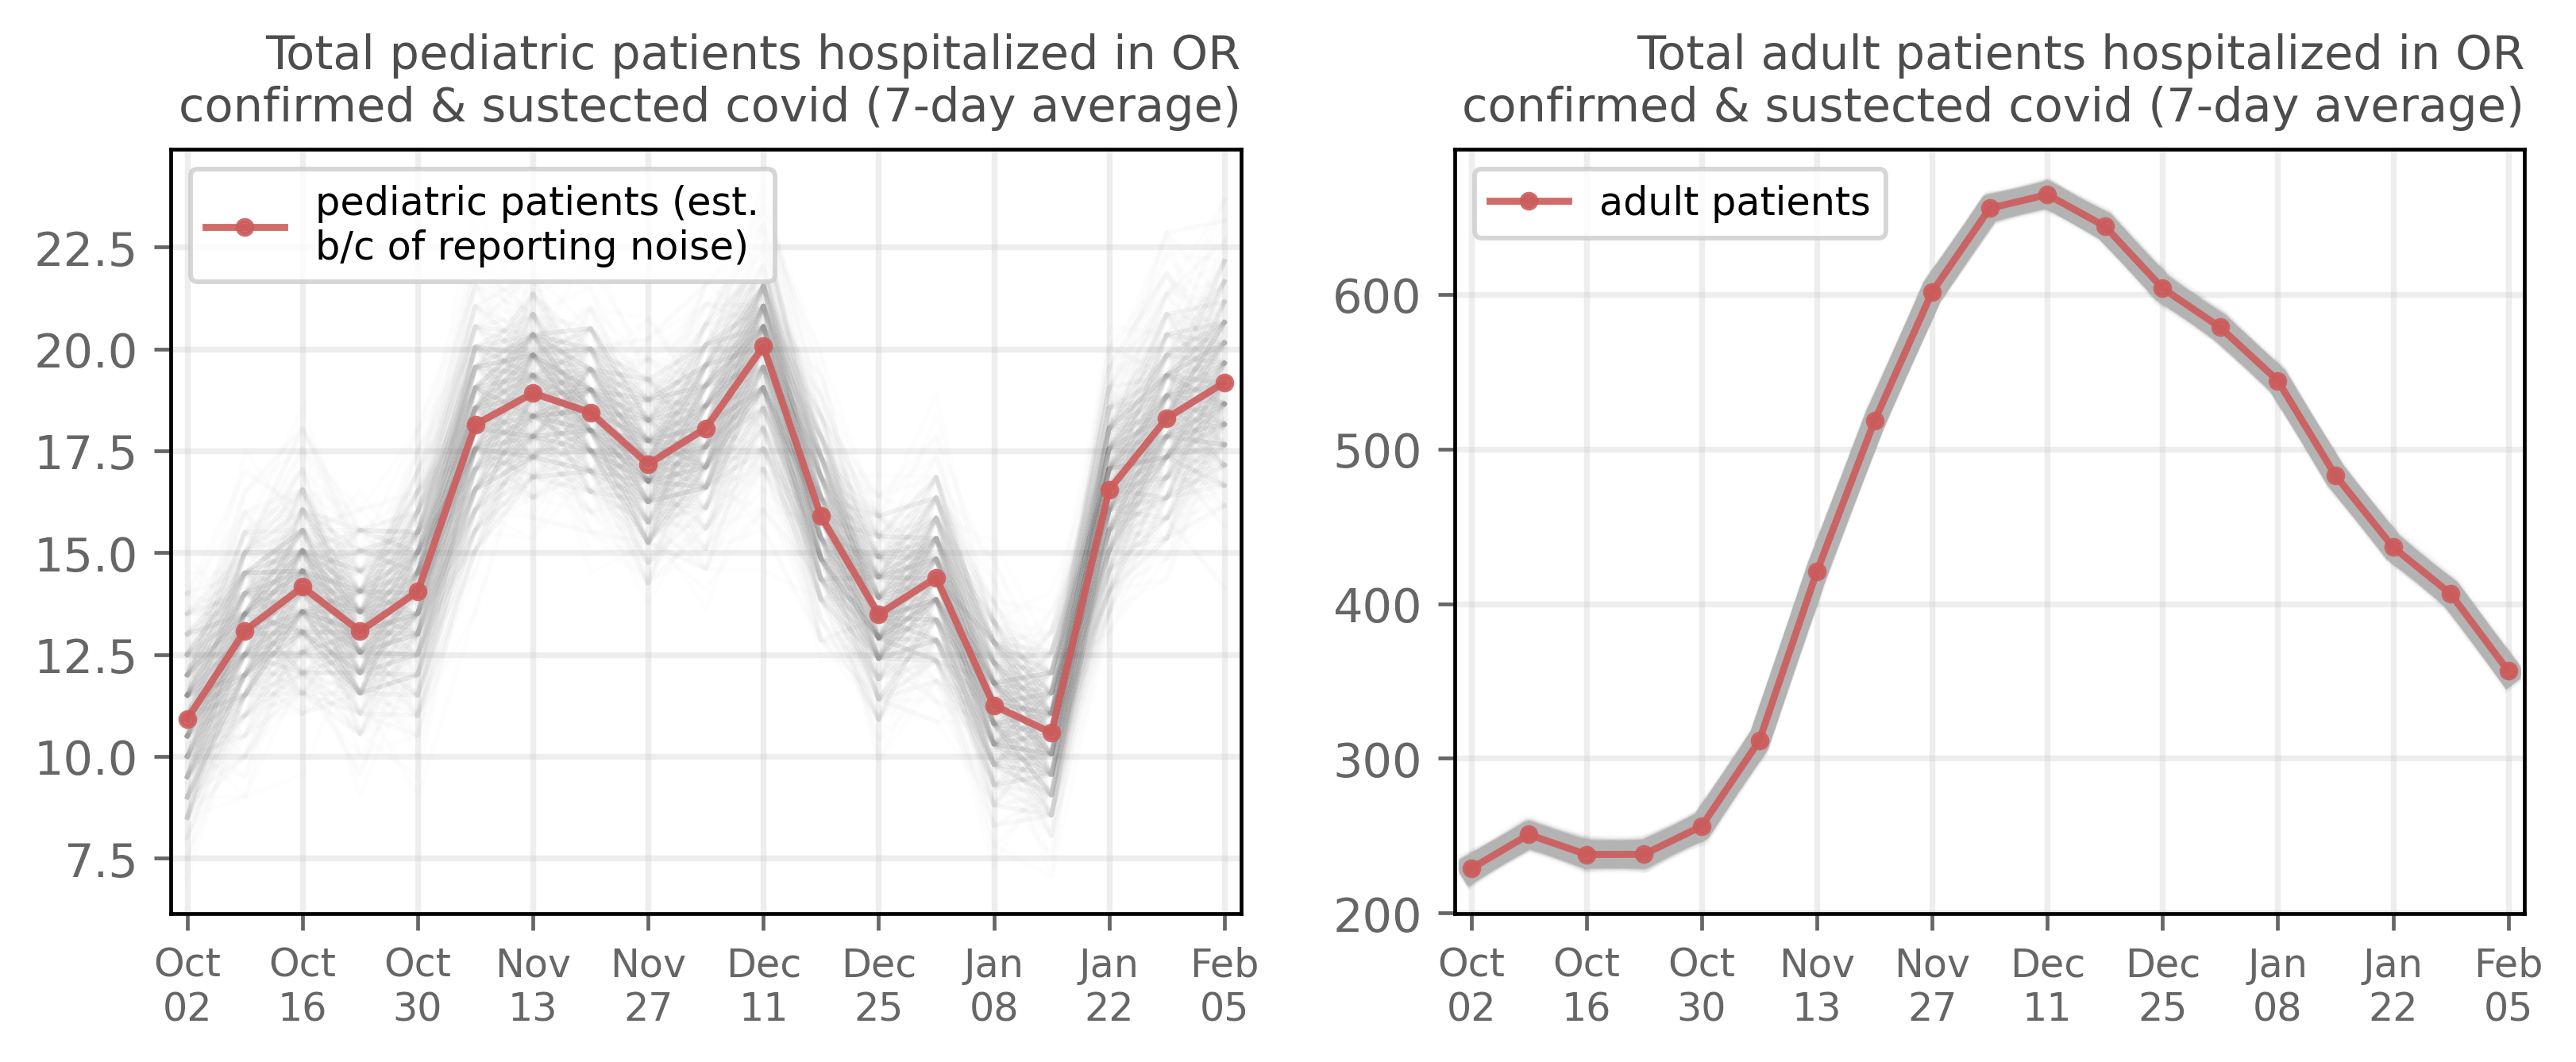 Total pediatric patients hospitalized in OR
confirmed & sustected covid (7-day average)
pediatric patients (est.
b/c of reporting noise)
22.5
20.0
17.5
15.0
12.5
10.0
7.5
Oct Oct Oct Nov Nov Dec Dec Jan Jan Feb
02 16 30 13 27 11 25 08 22 05
Total adult patients hospitalized in OR
confirmed & sustected covid (7-day average)
adult patients
600
500
400
300
200
Oct Oct Oct Nov Nov Dec Dec Jan Jan Feb
02 16 30 13 27 11 25 08 22 05